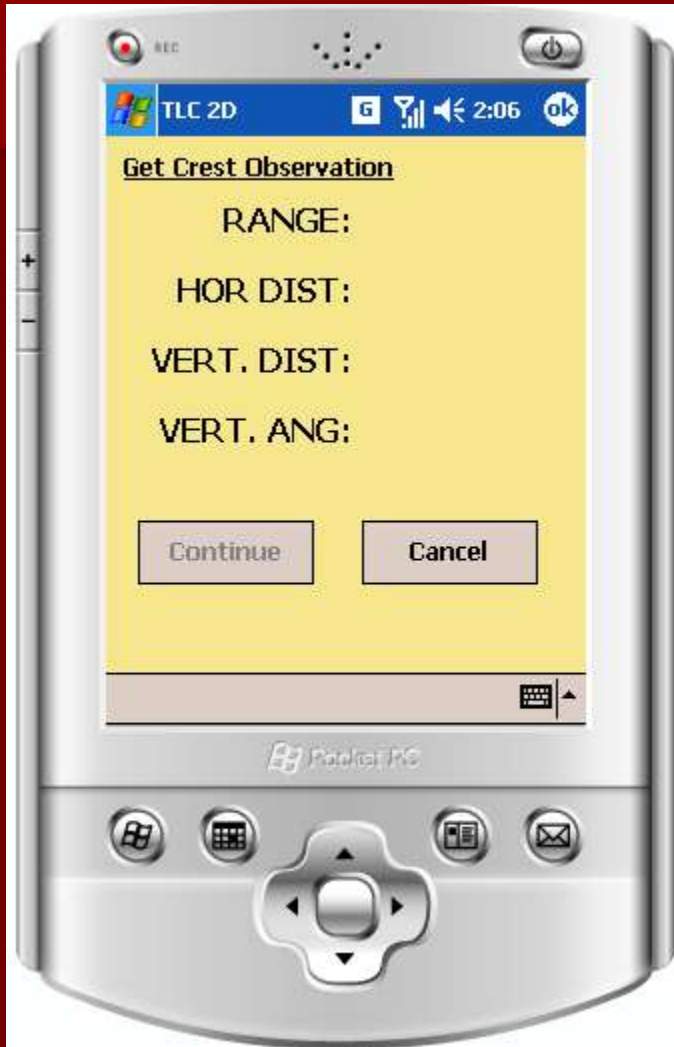 REC
TLC 2D G 2:06 ok
Get Crest Observation
RANGE:
HOR DIST:
VERT. DIST:
VERT. ANG:
Continue Cancel
Pocket PC
+
-